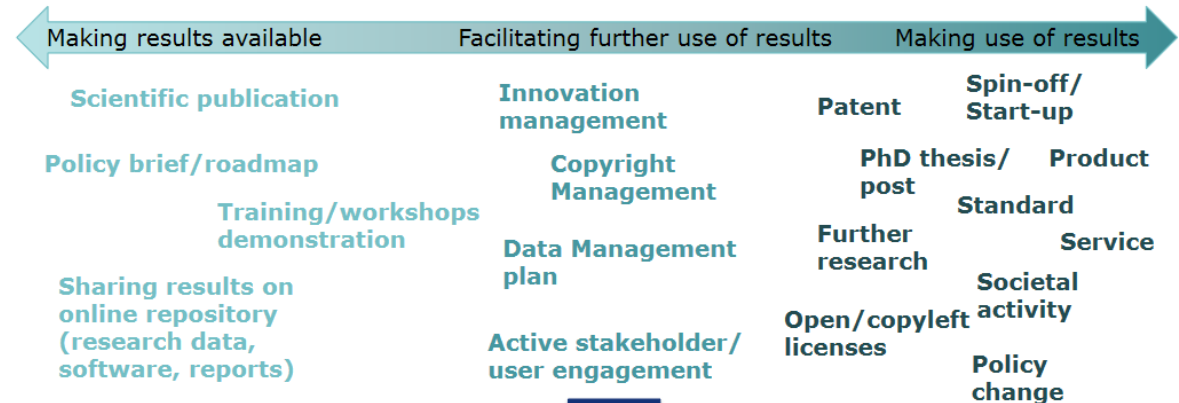 Making results available
Facilitating further use of results
Making use of results
Scientific publication
Policy brief/roadmap
Training/workshops
demonstration
Sharing results on
online repository
(research data,
software, reports)
Innovation
management
Copyright
Management
Data Management
plan
Active stakeholder/
user engagement
Patent
Spin-off/
Start-up
PhD thesis/
post
Product
Standard
Further
research
Service
Societal
activity
Open/copyleft
licenses
Policy
change